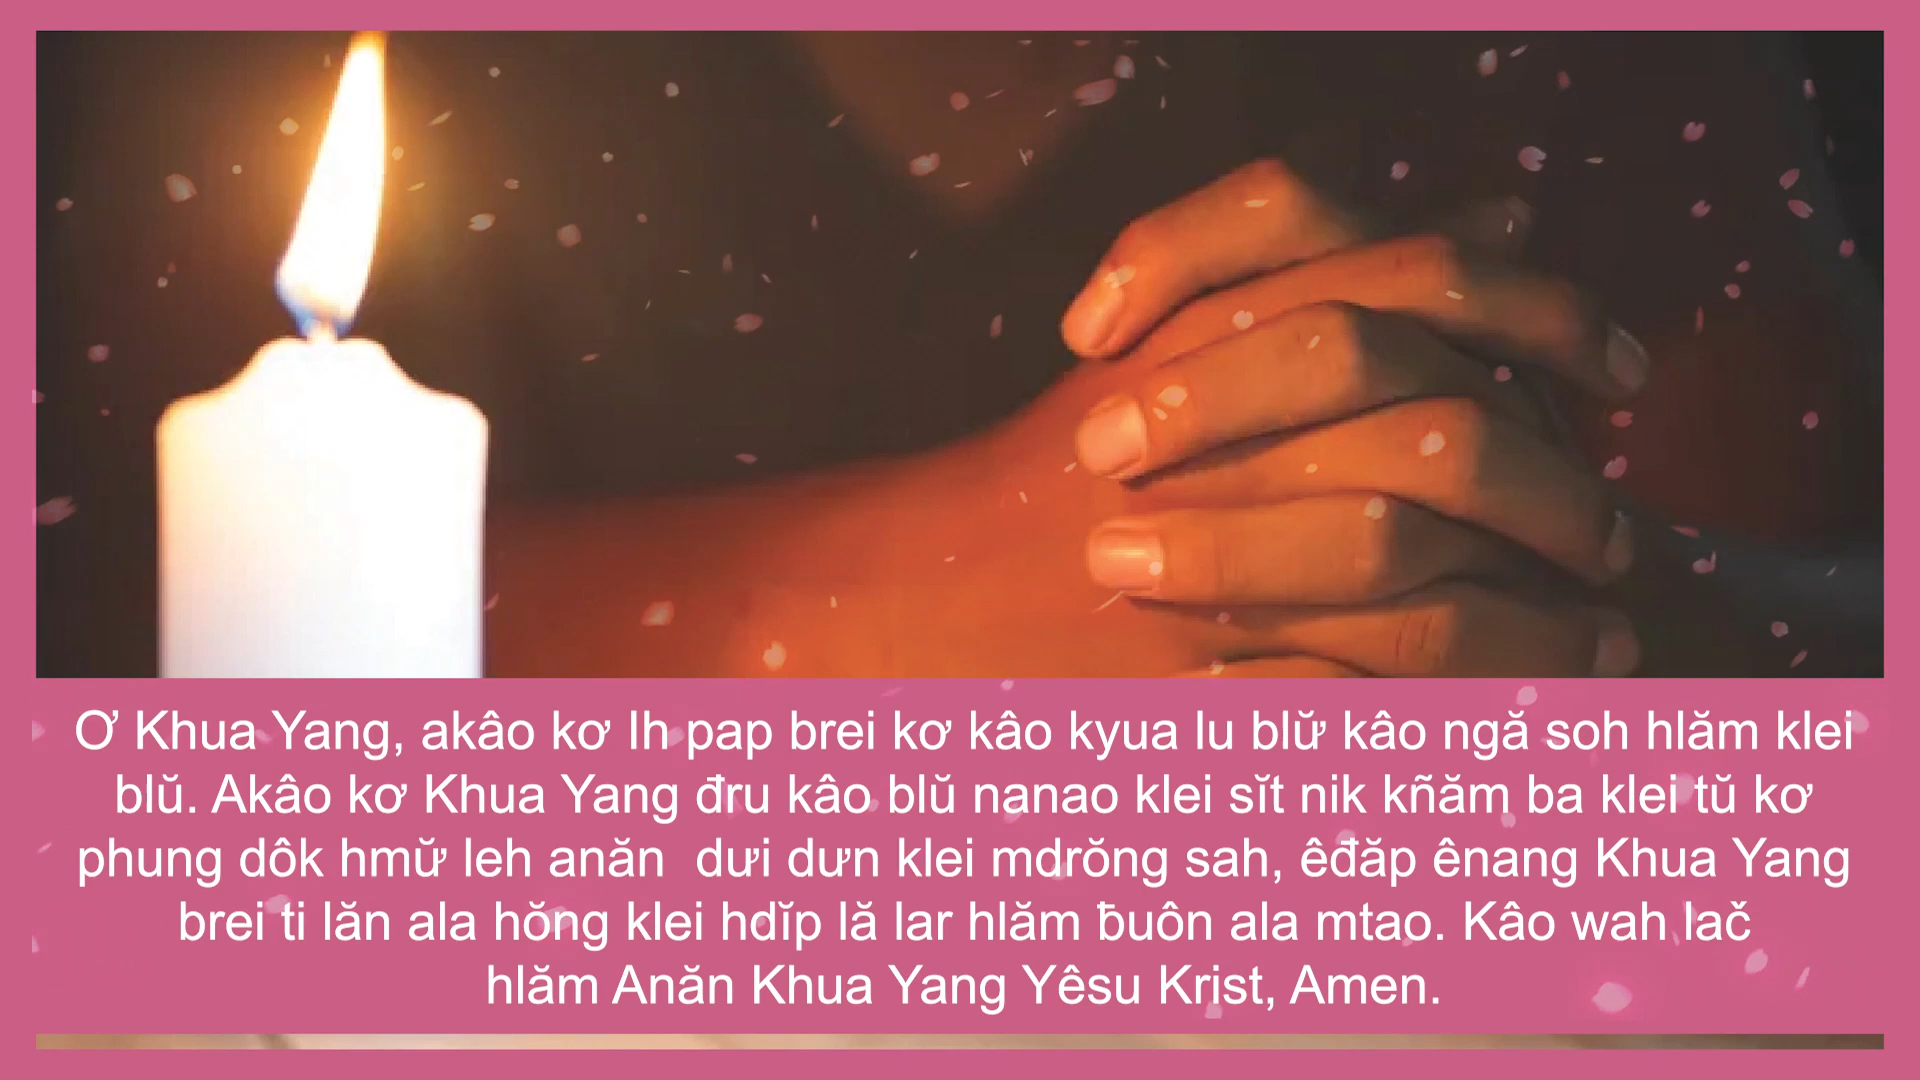 Ơ Khua Yang, akâo kơ Ih pap brei kơ kâo kyua lu blư̆ kâo ngă soh hlăm klei
blŭ. Akâo kơ Khua Yang đru kâo blŭ nanao klei sĭt nik kñăm ba klei tŭ kơ
phung dôk hmư̆ leh anăn  dưi dưn klei mdrŏng sah, êđăp ênang Khua Yang
brei ti lăn ala hŏng klei hdĭp lă lar hlăm ƀuôn ala mtao. Kâo wah lač
hlăm Anăn Khua Yang Yêsu Krist, Amen.